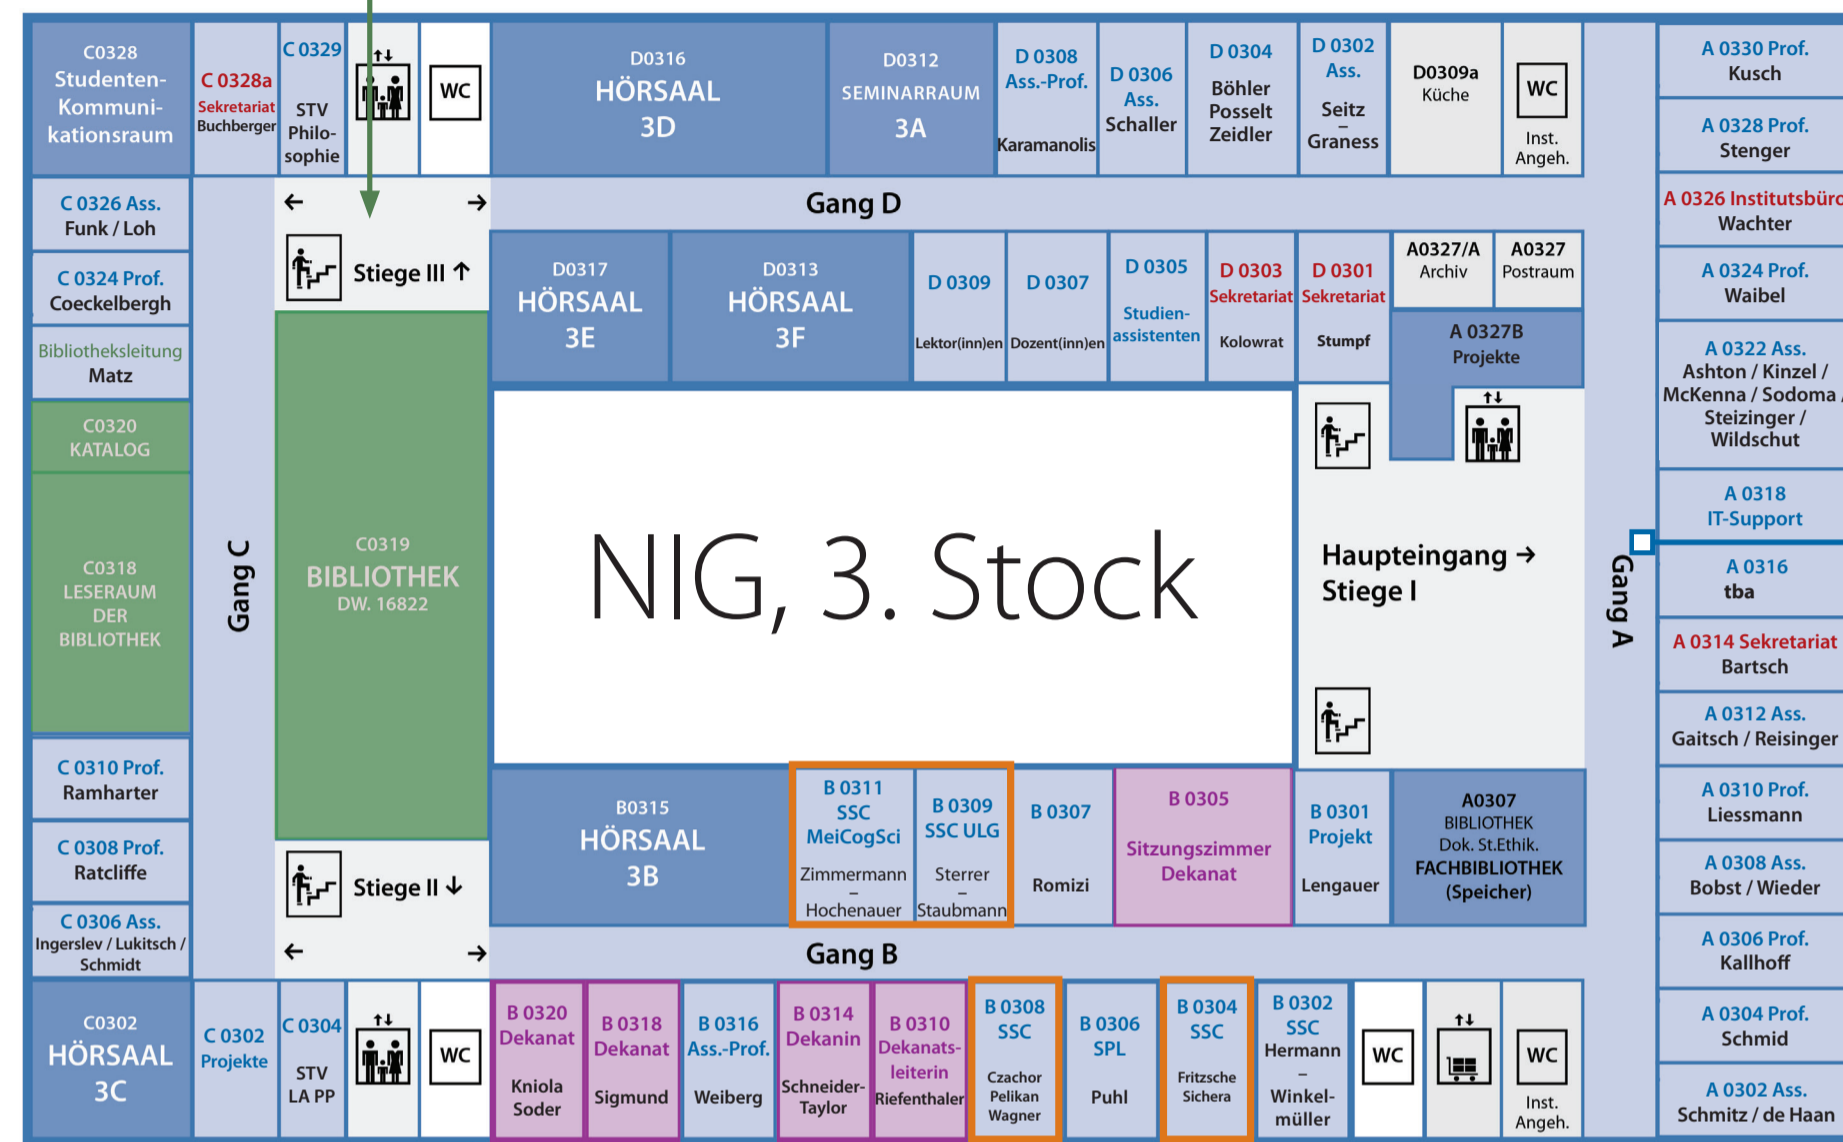 C0328
Studenten-
Kommuni-
kationsraum
C 0328a
Sekretariat
Buchberger
C 0329
STV
Philo-
sophie
WC
D0316
HÖRSAAL
3D
D0312
SEMINARRAUM
3A
D 0308
Ass.-Prof.
Karamanolis
D 0306
Ass.
Schaller
D 0304
Böhler
Posselt
Zeidler
D 0302
Ass.
Seitz
–
Graness
D0309a
Küche
WC
Inst.
Angeh.
A 0330 Prof.
Kusch
A 0328 Prof.
Stenger
A 0326 Institutsbüro
Wachter
A 0324 Prof.
Waibel
A 0322 Ass.
Ashton / Kinzel /
McKenna / Sodoma /
Steizinger /
Wildschut
A 0318
IT-Support
A 0316
tba
A 0314 Sekretariat
Bartsch
A 0312 Ass.
Gaitsch / Reisinger
A 0310 Prof.
Liessmann
A 0308 Ass.
Bobst / Wieder
A 0306 Prof.
Kallhoff
A 0304 Prof.
Schmid
A 0302 Ass.
Schmitz / de Haan
Gang A
Gang D
← →
Stiege III ↑
C 0326 Ass.
Funk / Loh
C 0324 Prof.
Coeckelbergh
Bibliotheksleitung
Matz
C0320
KATALOG
C0318
LESERAUM
DER
BIBLIOTHEK
C 0310 Prof.
Ramharter
C 0308 Prof.
Ratcliffe
C 0306 Ass.
Ingerslev / Lukitsch /
Schmidt
Gang C
C0319
BIBLIOTHEK
DW. 16822
D0317
HÖRSAAL
3E
D0313
HÖRSAAL
3F
D 0309
Lektor(inn)en
D 0307
Dozent(inn)en
D 0305
Studien-
assistenten
D 0303
Sekretariat
Kolowrat
D 0301
Sekretariat
Stumpf
A0327/A
Archiv
A0327
Postraum
A 0327B
Projekte
NIG, 3. Stock
Haupteingang →
Stiege I
B0315
HÖRSAAL
3B
B 0311
SSC
MeiCogSci
Zimmermann
–
Hochenauer
B 0309
SSC ULG
Sterrer
–
Staubmann
B 0307
Romizi
B 0305
Sitzungszimmer
Dekanat
B 0301
Projekt
Lengauer
A0307
BIBLIOTHEK
Dok. St.Ethik.
FACHBIBLIOTHEK
(Speicher)
Stiege II ↓
← →
Gang B
C0302
HÖRSAAL
3C
C 0302
Projekte
C 0304
STV
LA PP
WC
B 0320
Dekanat
Kniola
Soder
B 0318
Dekanat
Sigmund
B 0316
Ass.-Prof.
Weiberg
B 0314
Dekanin
Schneider-
Taylor
B 0310
Dekanats-
leiterin
Riefenthaler
B 0308
SSC
Czachor
Pelikan
Wagner
B 0306
SPL
Puhl
B 0304
SSC
Fritzsche
Sichera
B 0302
SSC
Hermann
–
Winkel-
müller
WC
WC
Inst.
Angeh.